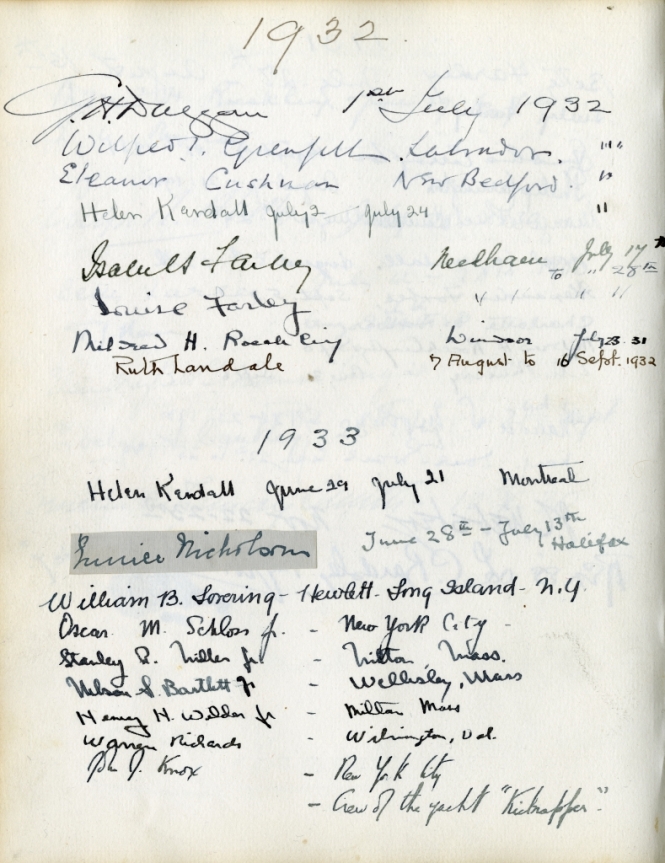 1932
G.H. Duggan 1st July 1932
Wilfred T. Grenfell Labrador. "" 
Eleanor Cushman New Bedford. "
Helen Kendall July 2 July 24 "
Farley Needham July 17
to " 28th
Louise Farley " " " "
Mildred H. Windsor July 23 31
Ruth Landale 7 August to 16 Sept. 1932
1933
Helen Kendall June 29 July 21 Montreal
Eunice Nicholson June 28th - July 13th
Halifax
William B. Lovering - Hewlett - Long Island - N.Y.
Oscar M. Schloss Jr. - New York City -
Stanley R. Miller Jr. - Milton, Mass.
Nelson S. Bartlett Jr - Wellesley, Mass
Henry H. Wilder Jr - Milton Mass
Warren Richards - Wilmington, Del.
John J. Knox - New York City
- Crew of the yacht "Kidnapper".